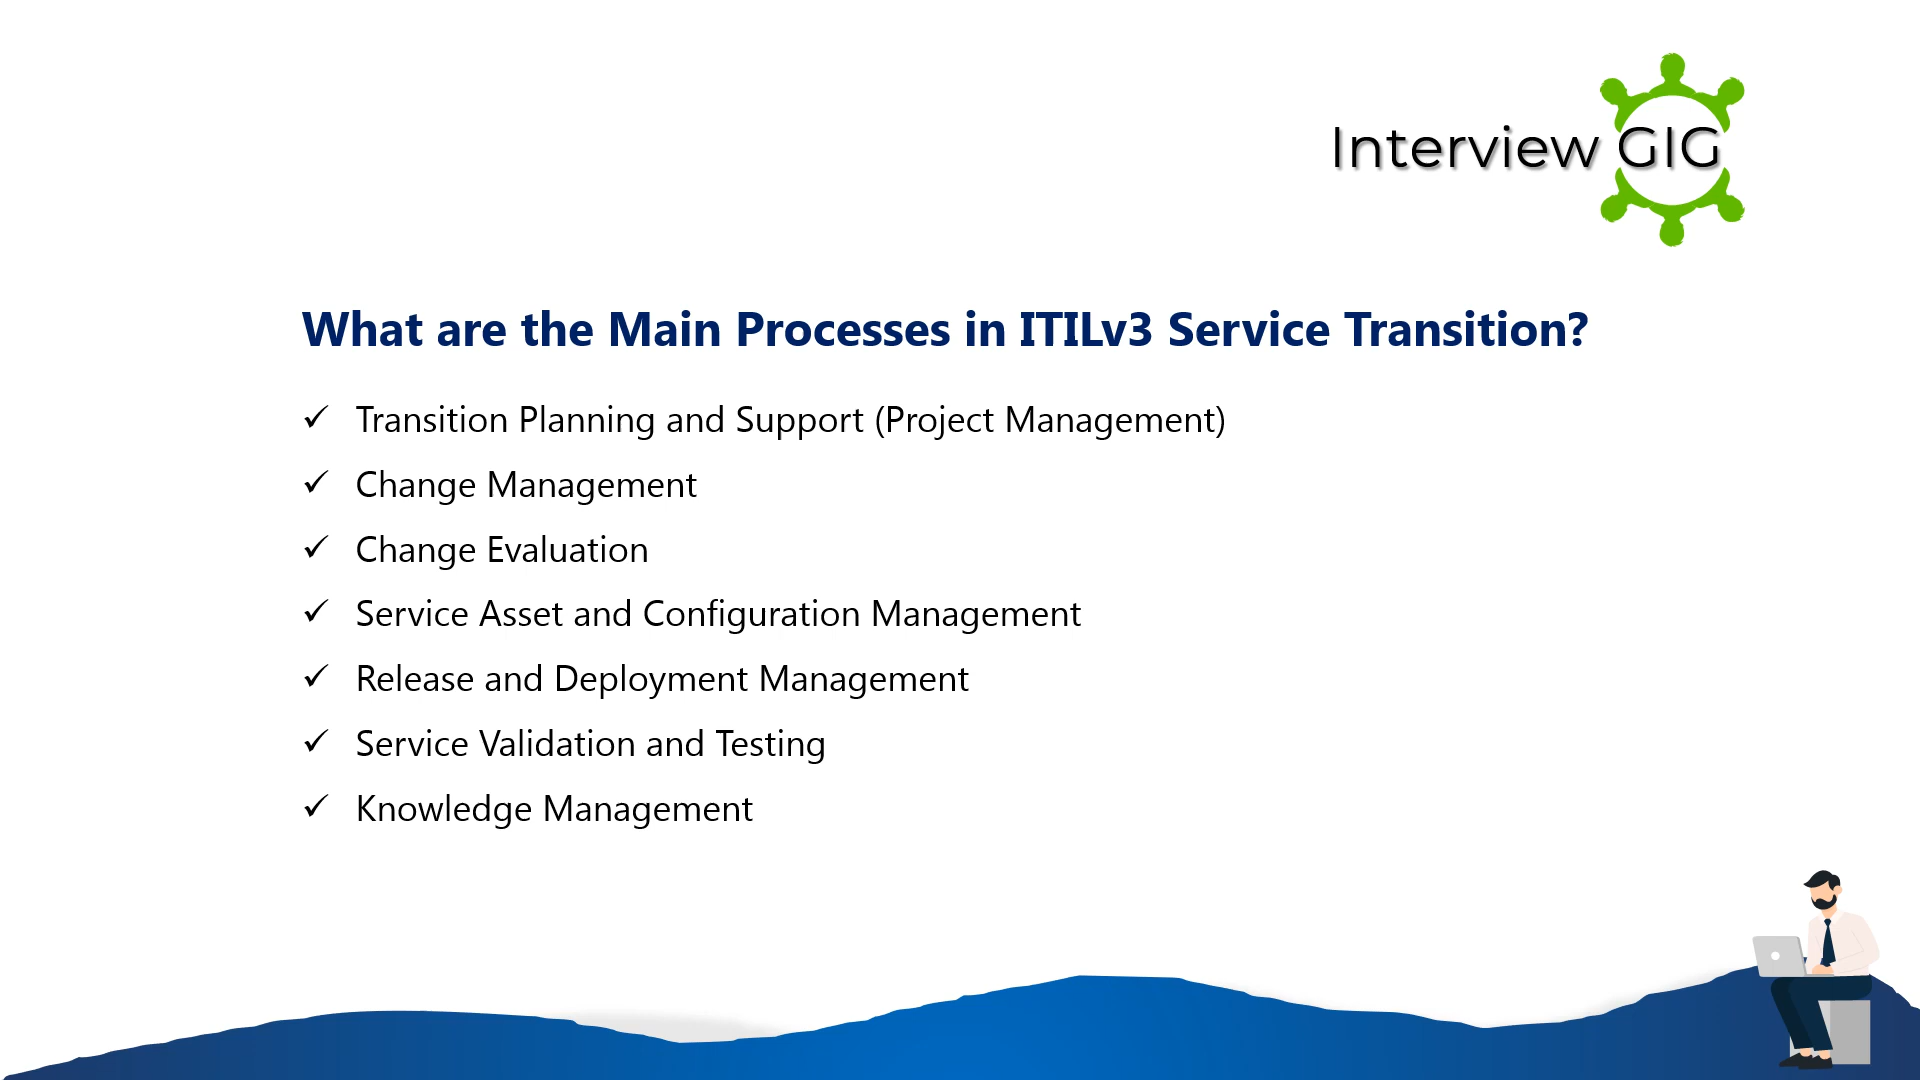 Interview GIG
What are the Main Processes in ITILv3 Service Transition?
✓ Transition Planning and Support (Project Management)
✓ Change Management
✓ Change Evaluation
✓ Service Asset and Configuration Management
✓ Release and Deployment Management
✓ Service Validation and Testing
✓ Knowledge Management